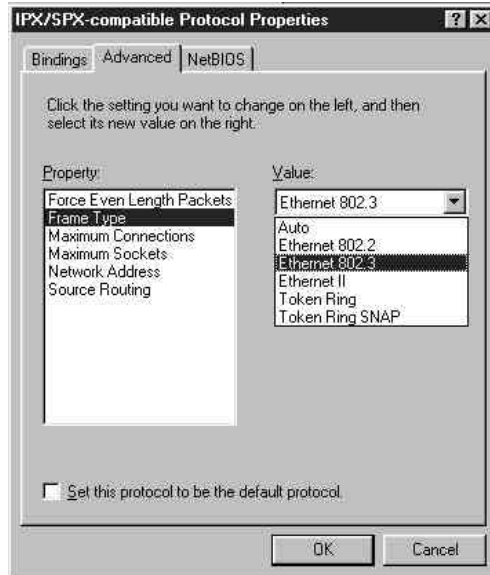 IPX/SPX-compatible Protocol Properties
Bindings
Advanced
NetBIOS
Click the setting you want to change on the left, and then
select its new value on the right.
Property:
Force Even Length Packets
Frame Type
Maximum Connections
Maximum Sockets
Network Address
Source Routing
Value:
Ethernet 802.3
Auto
Ethernet 802.2
Ethernet 802.3
Ethernet II
Token Ring
Token Ring SNAP
Set this protocol to be the default protocol.
OK
Cancel